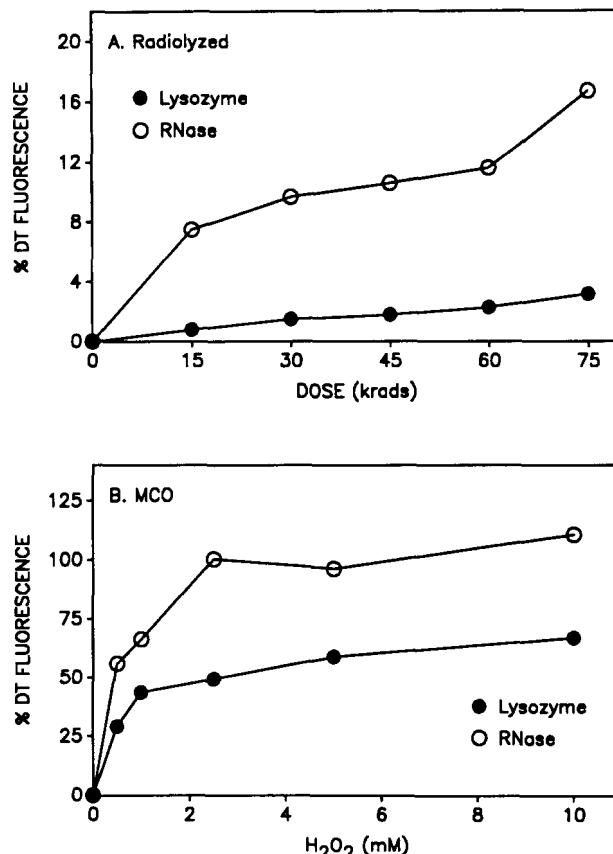 A. Radiolyzed
● Lysozyme
○ RNase
% DT FLUORESCENCE
20
16
12
8
4
0
0 15 30 45 60 75
DOSE (krads)
B. MCO
% DT FLUORESCENCE
125
100
75
50
25
0
● Lysozyme
○ RNase
0 2 4 6 8 10
H₂O₂ (mM)